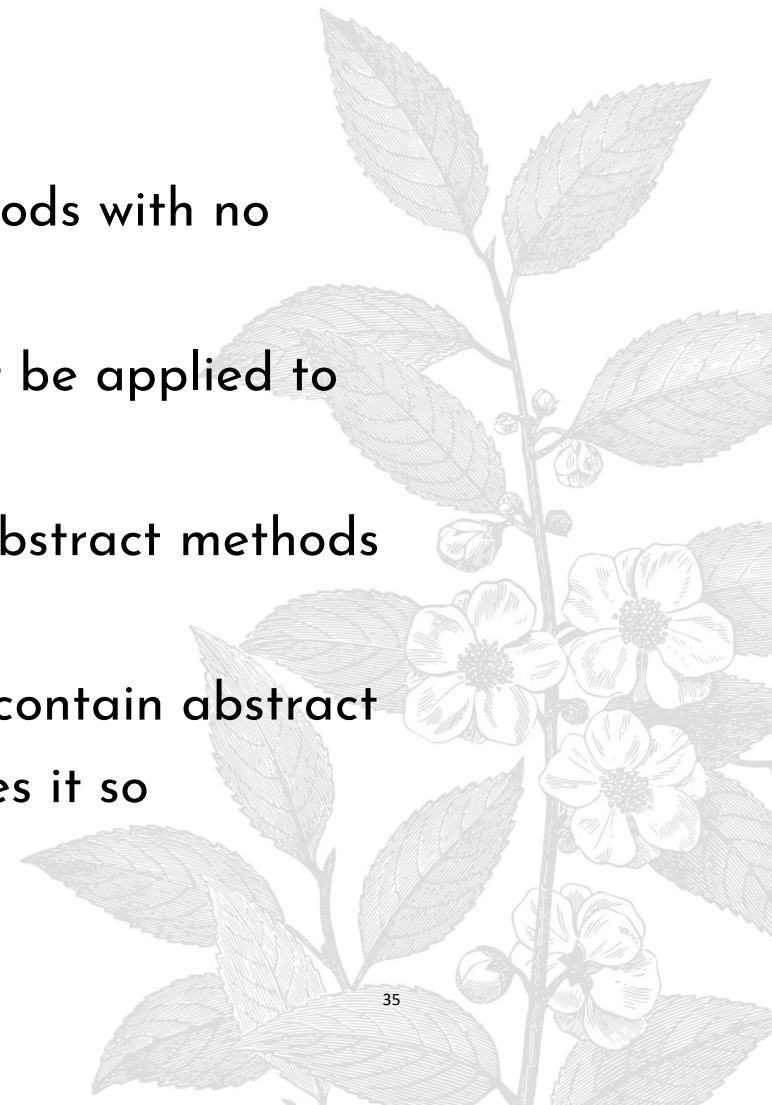 ods with no
be applied to
bstract methods
contain abstract
es it so
35